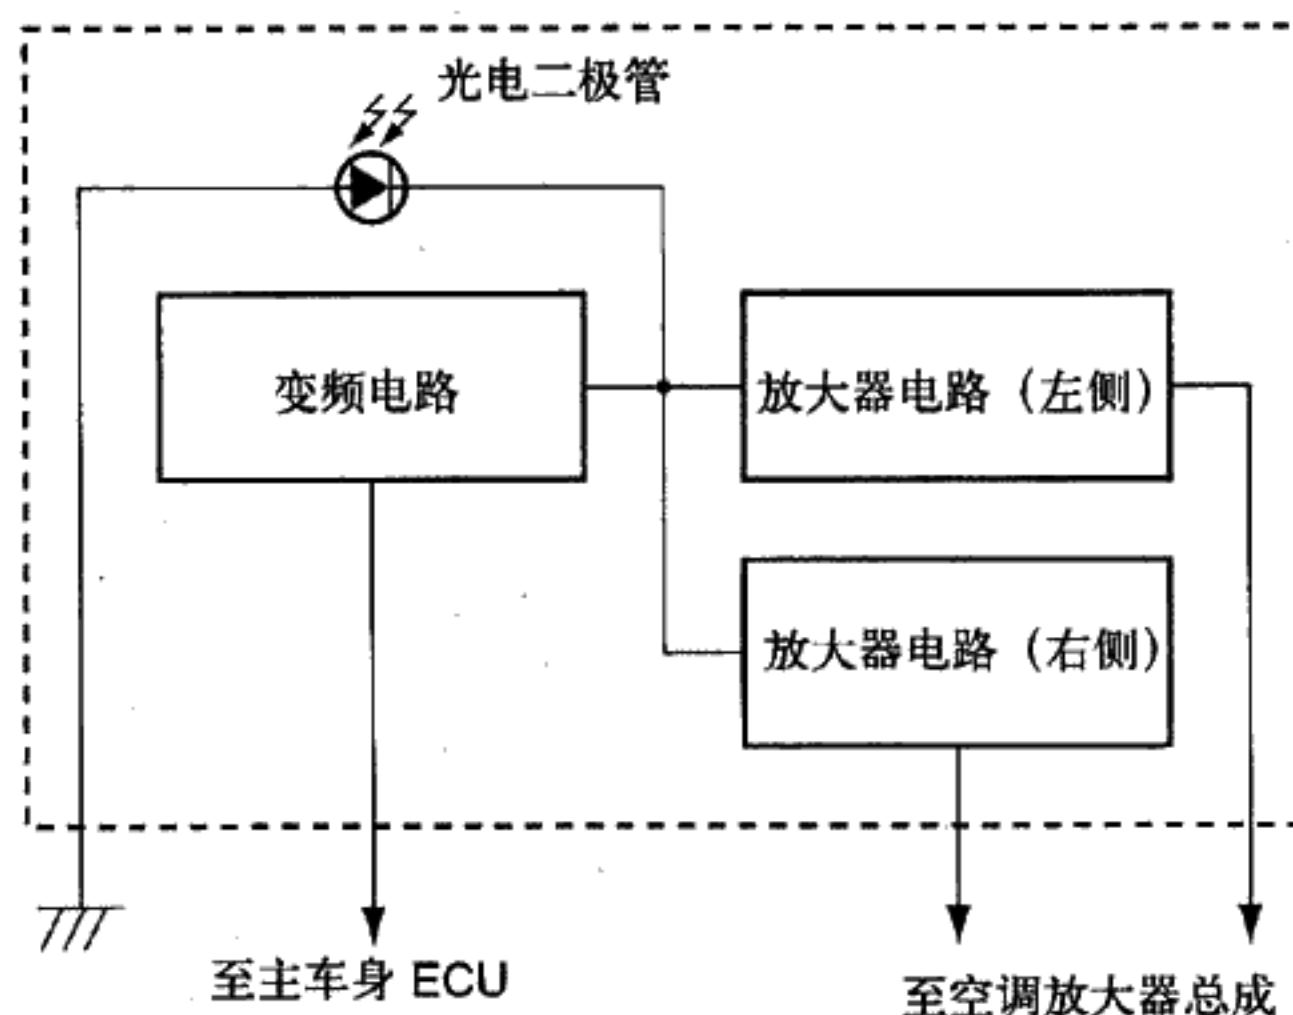 光电二极管
变频电路
放大器电路（左侧）
放大器电路（右侧）
至主车身 ECU
至空调放大器总成